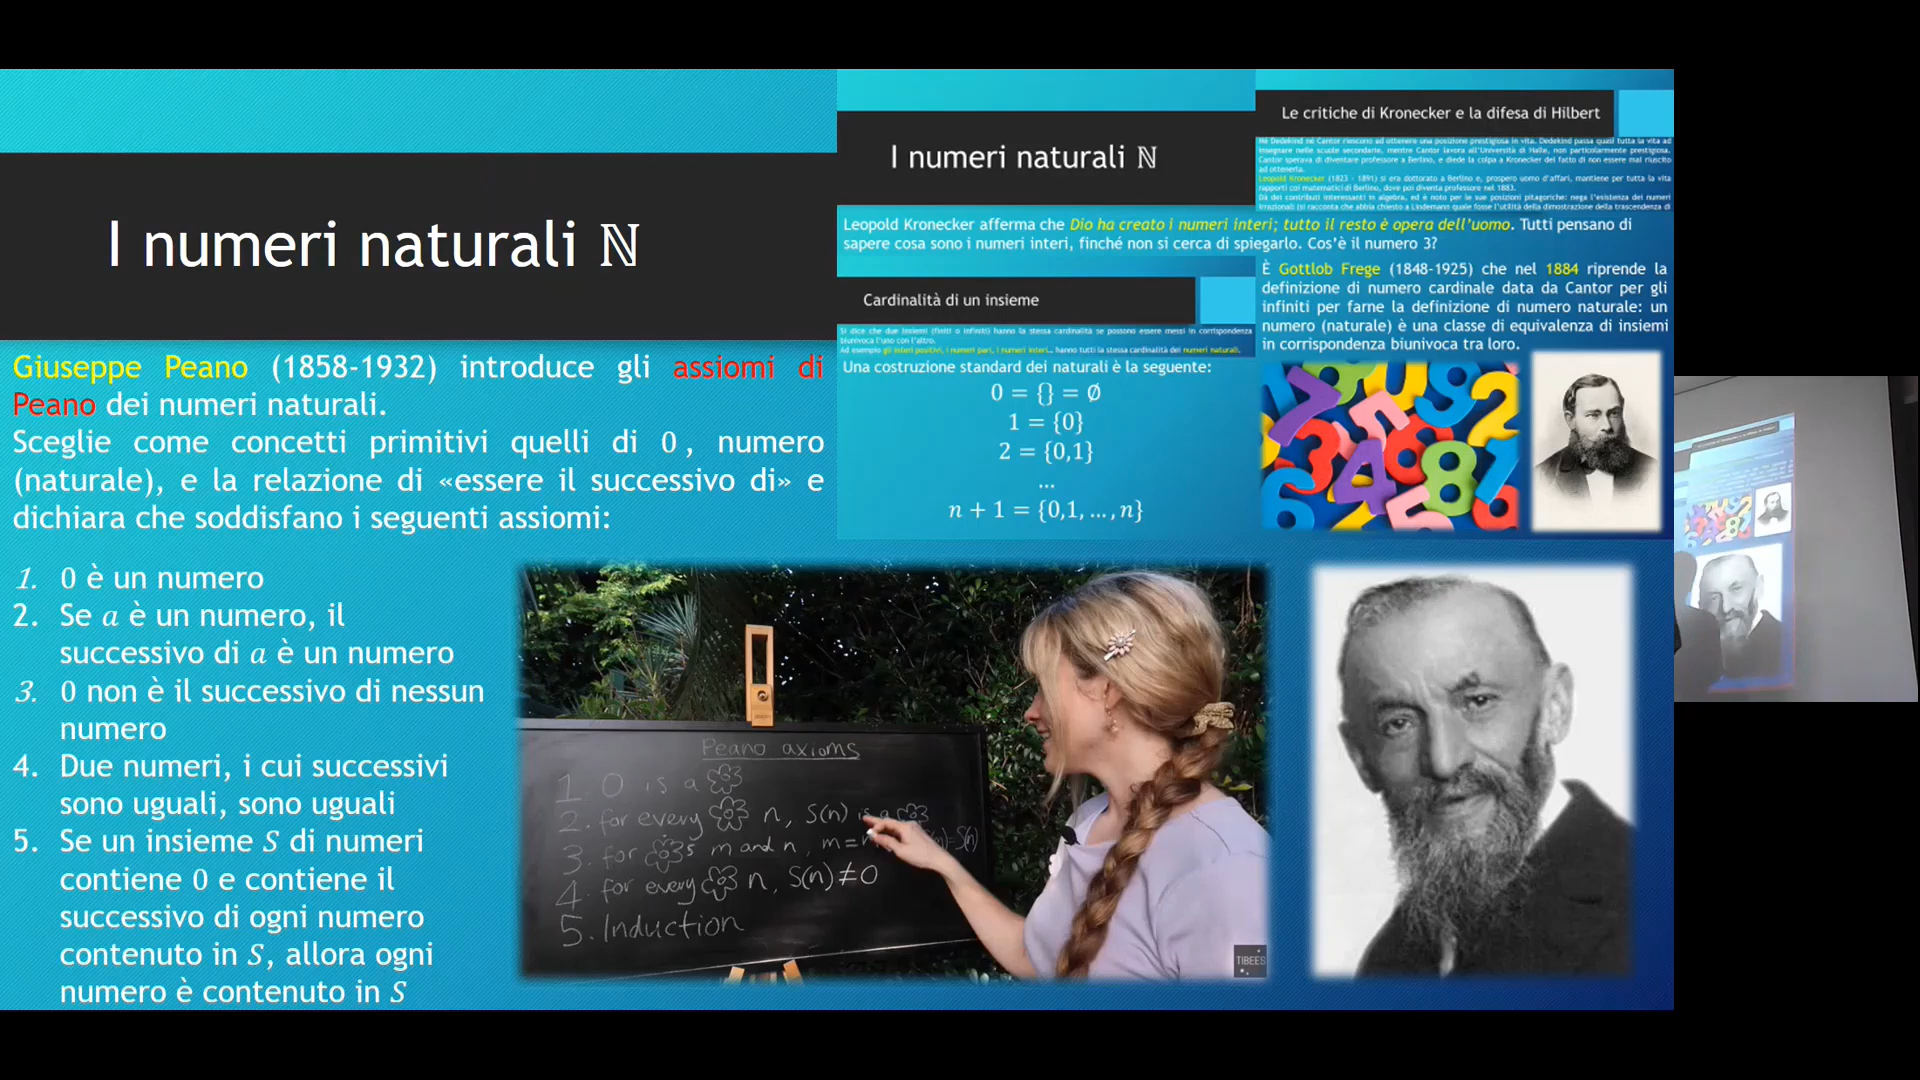 I numeri naturali ℕ
Giuseppe Peano (1858-1932) introduce gli assiomi di
Peano dei numeri naturali.
Sceglie come concetti primitivi quelli di 0 , numero
(naturale), e la relazione di «essere il successivo di» e
dichiara che soddisfano i seguenti assiomi:
1. 0 è un numero
2. Se a è un numero, il
successivo di a è un numero
3. 0 non è il successivo di nessun
numero
4. Due numeri, i cui successivi
sono uguali, sono uguali
5. Se un insieme S di numeri
contiene 0 e contiene il
successivo di ogni numero
contenuto in S, allora ogni
numero è contenuto in S
I numeri naturali ℕ
Leopold Kronecker afferma che Dio ha creato i numeri interi; tutto il resto è opera dell'uomo. Tutti pensano di
sapere cosa sono i numeri interi, finché non si cerca di spiegarlo. Cos'è il numero 3?
Cardinalità di un insieme
Si dice che due insiemi (finiti o infiniti) hanno la stessa cardinalità se possono essere messi in corrispondenza
biunivoca l'uno con l'altro.
Ad esempio gli interi positivi, i numeri pari, i numeri interi... hanno tutti la stessa cardinalità dei numeri naturali.
Una costruzione standard dei naturali è la seguente:
0 = {} = ∅
1 = {0}
2 = {0,1}
...
n + 1 = {0,1, ..., n}
Le critiche di Kronecker e la difesa di Hilbert
Né Dedekind né Cantor riescono ad ottenere una posizione prestigiosa in vita. Dedekind passa quasi tutta la vita ad
insegnare nelle scuole secondarie, mentre Cantor lavora all'Università di Halle, non particolarmente prestigiosa.
Cantor sperava di diventare professore a Berlino, e diede la colpa a Kronecker del fatto di non essere mai riuscito
ad ottenerla.
Leopold Kronecker (1823 - 1891) si era dottorato a Berlino e, prospero uomo d'affari, mantiene per tutta la vita
rapporti coi matematici di Berlino, dove poi diventa professore nel 1883.
Dà dei contributi interessanti in algebra, ed è noto per le sue posizioni pitagoriche: nega l'esistenza dei numeri
irrazionali (si racconta che abbia chiesto a Lindemann quale fosse l'utilità della dimostrazione della trascendenza di
È Gottlob Frege (1848-1925) che nel 1884 riprende la
definizione di numero cardinale data da Cantor per gli
infiniti per farne la definizione di numero naturale: un
numero (naturale) è una classe di equivalenza di insiemi
in corrispondenza biunivoca tra loro.
Peano axioms
1. 0 is a
2. for every n, S(n) is a
3. for s m and n, m = S(n)
4. for every n, S(n)≠0
5. Induction
TIBEES